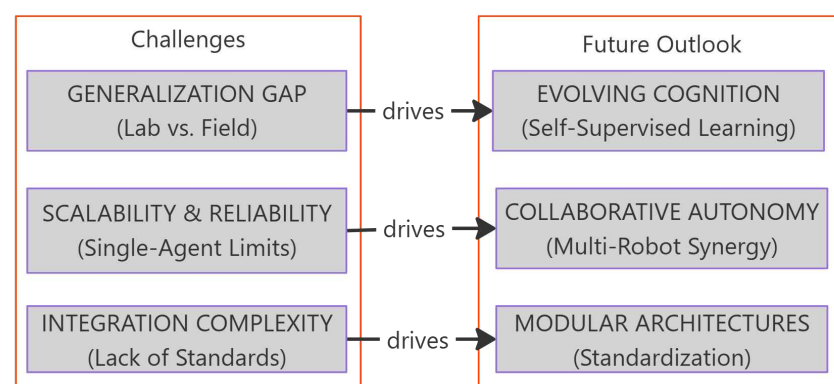 Challenges
GENERALIZATION GAP
(Lab vs. Field)
drives
SCALABILITY & RELIABILITY
(Single-Agent Limits)
drives
INTEGRATION COMPLEXITY
(Lack of Standards)
drives
Future Outlook
EVOLVING COGNITION
(Self-Supervised Learning)
COLLABORATIVE AUTONOMY
(Multi-Robot Synergy)
MODULAR ARCHITECTURES
(Standardization)